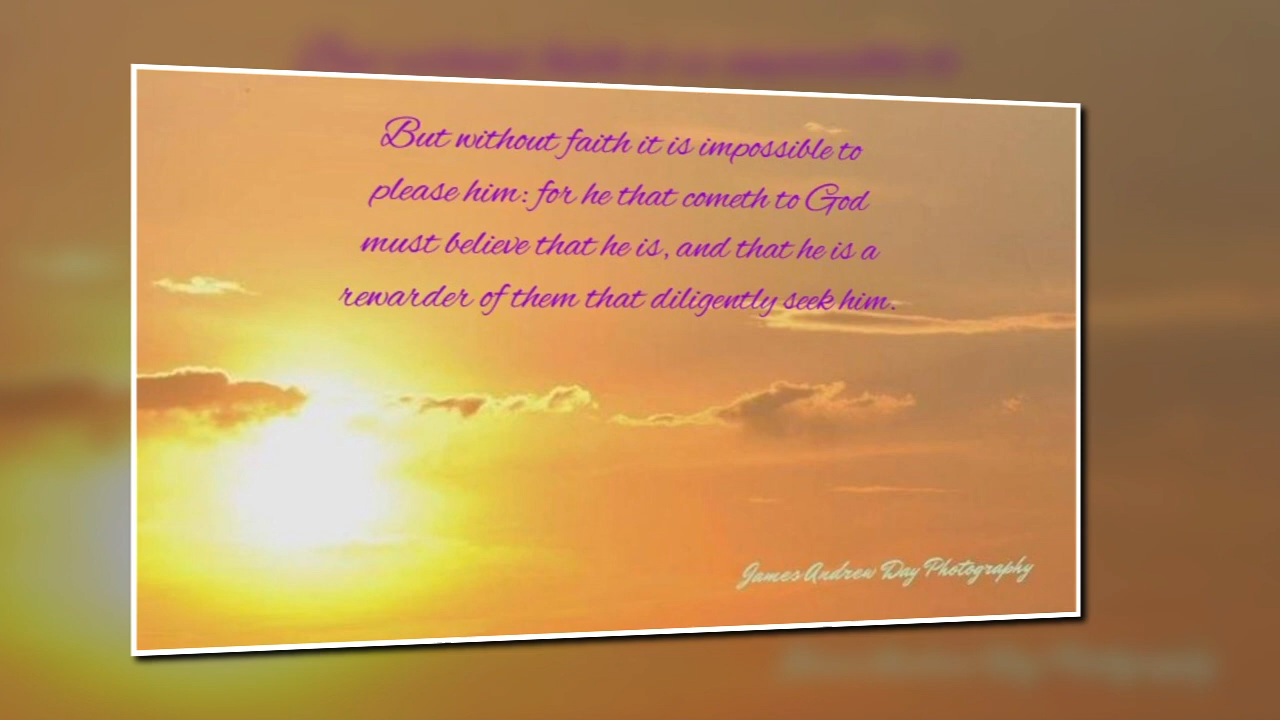 But without faith it is impossible to
please him: for he that cometh to God
must believe that he is, and that he is a
rewarder of them that diligently seek him.
James Andrew Day Photography